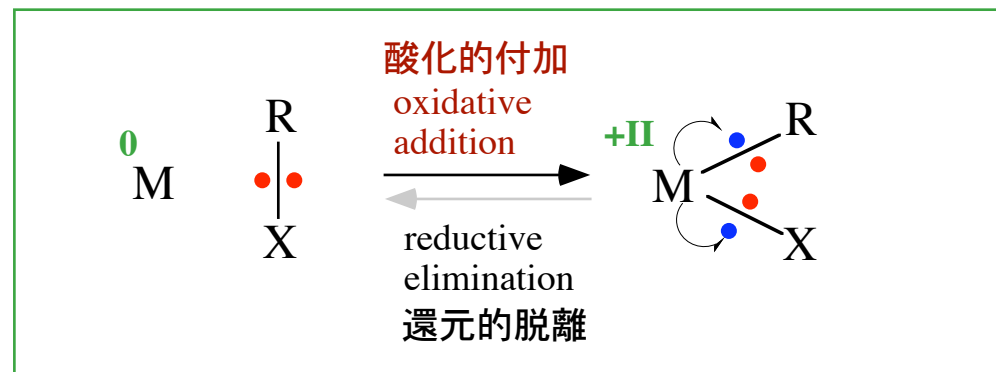 酸化的付加
oxidative
addition
0
M
R
X
+II
M
R
X
reductive
elimination
還元的脱離